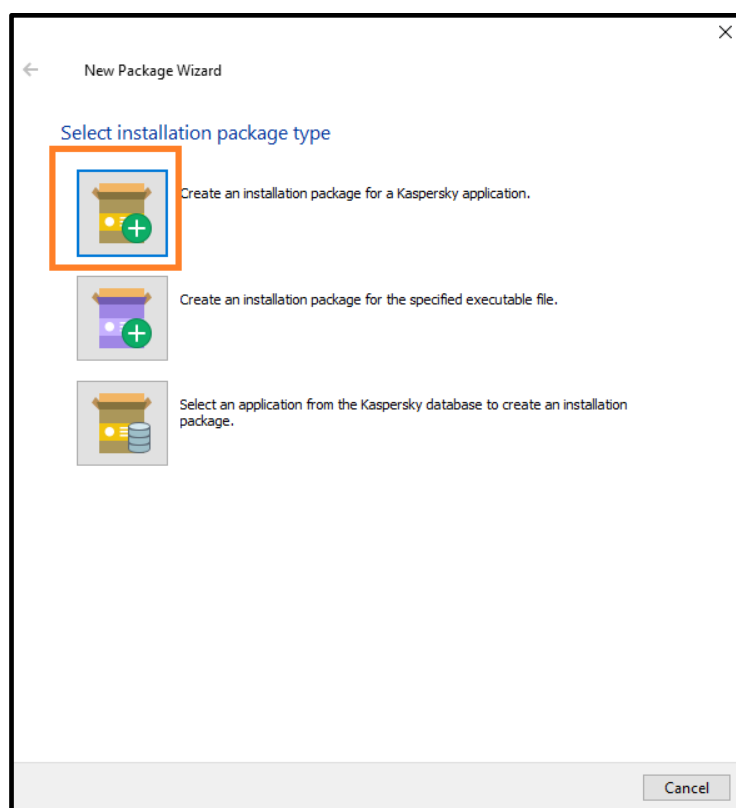 New Package Wizard
Select installation package type
Create an installation package for a Kaspersky application.
Create an installation package for the specified executable file.
Select an application from the Kaspersky database to create an installation
package.
Cancel